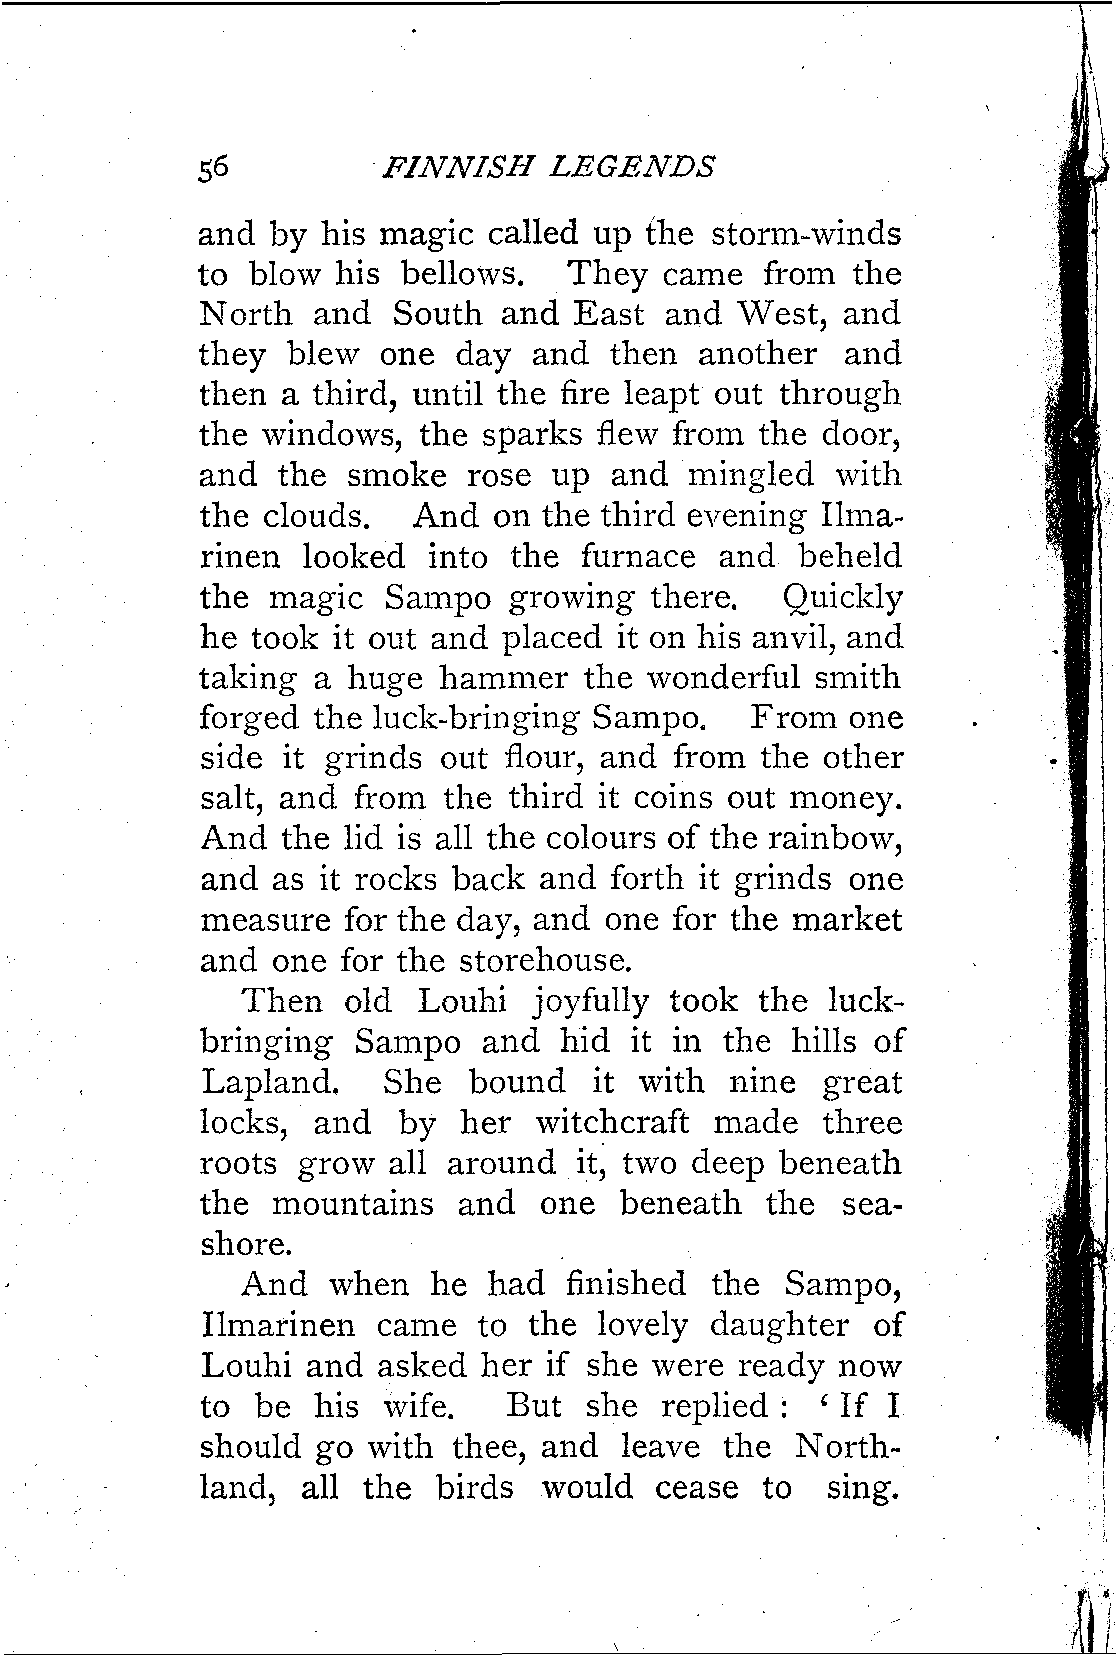 56 FINNISH LEGENDS
and by his magic called up the storm-winds
to blow his bellows. They came from the
North and South and East and West, and
they blew one day and then another and
then a third, until the fire leapt out through
the windows, the sparks flew from the door,
and the smoke rose up and mingled with
the clouds. And on the third evening Ilma-
rinen looked into the furnace and beheld
the magic Sampo growing there. Quickly
he took it out and placed it on his anvil, and
taking a huge hammer the wonderful smith
forged the luck-bringing Sampo. From one
side it grinds out flour, and from the other
salt, and from the third it coins out money.
And the lid is all the colours of the rainbow,
and as it rocks back and forth it grinds one
measure for the day, and one for the market
and one for the storehouse.
Then old Louhi joyfully took the luck-
bringing Sampo and hid it in the hills of
Lapland. She bound it with nine great
locks, and by her witchcraft made three
roots grow all around it, two deep beneath
the mountains and one beneath the sea-
shore.
And when he had finished the Sampo,
Ilmarinen came to the lovely daughter of
Louhi and asked her if she were ready now
to be his wife. But she replied : ‘ If I
should go with thee, and leave the North-
land, all the birds would cease to sing.